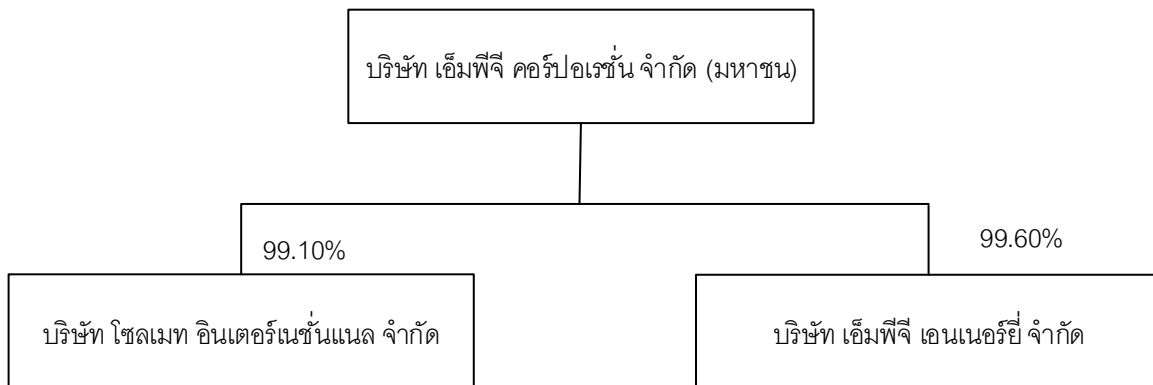 บริษัท เอ็มพีจี คอร์ปอเรชั่น จำกัด (มหาชน)
99.10%
99.60%
บริษัท โซลเมท อินเตอร์เนชั่นแนล จำกัด
บริษัท เอ็มพีจี เอนเนอร์ยี่ จำกัด